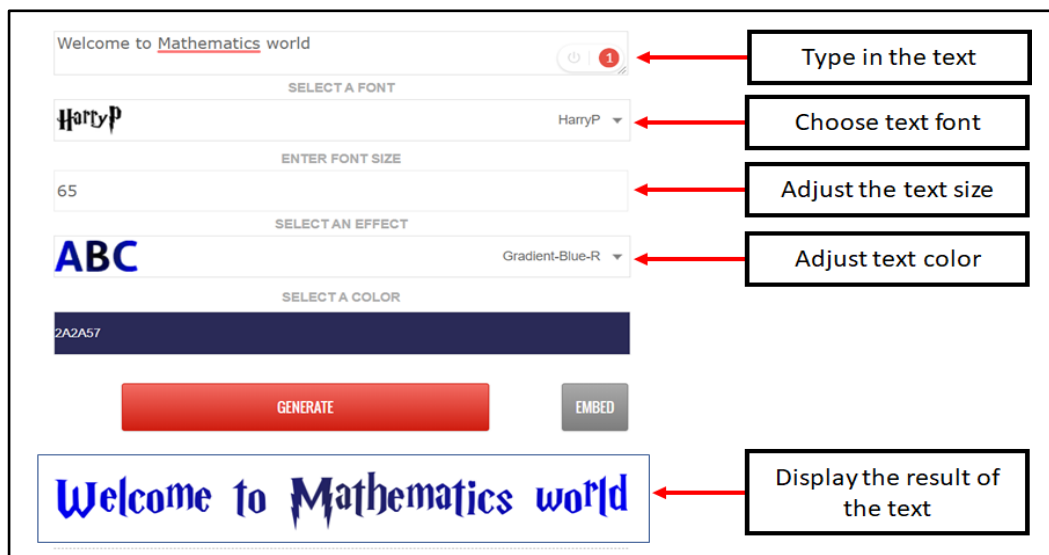 Welcome to Mathematics world
1
Type in the text
SELECT A FONT
HarryP
HarryP
Choose text font
ENTER FONT SIZE
65
Adjust the text size
SELECT AN EFFECT
ABC
Gradient-Blue-R
Adjust text color
SELECT A COLOR
2A2A57
GENERATE
EMBED
Welcome to Mathematics world
Display the result of
the text